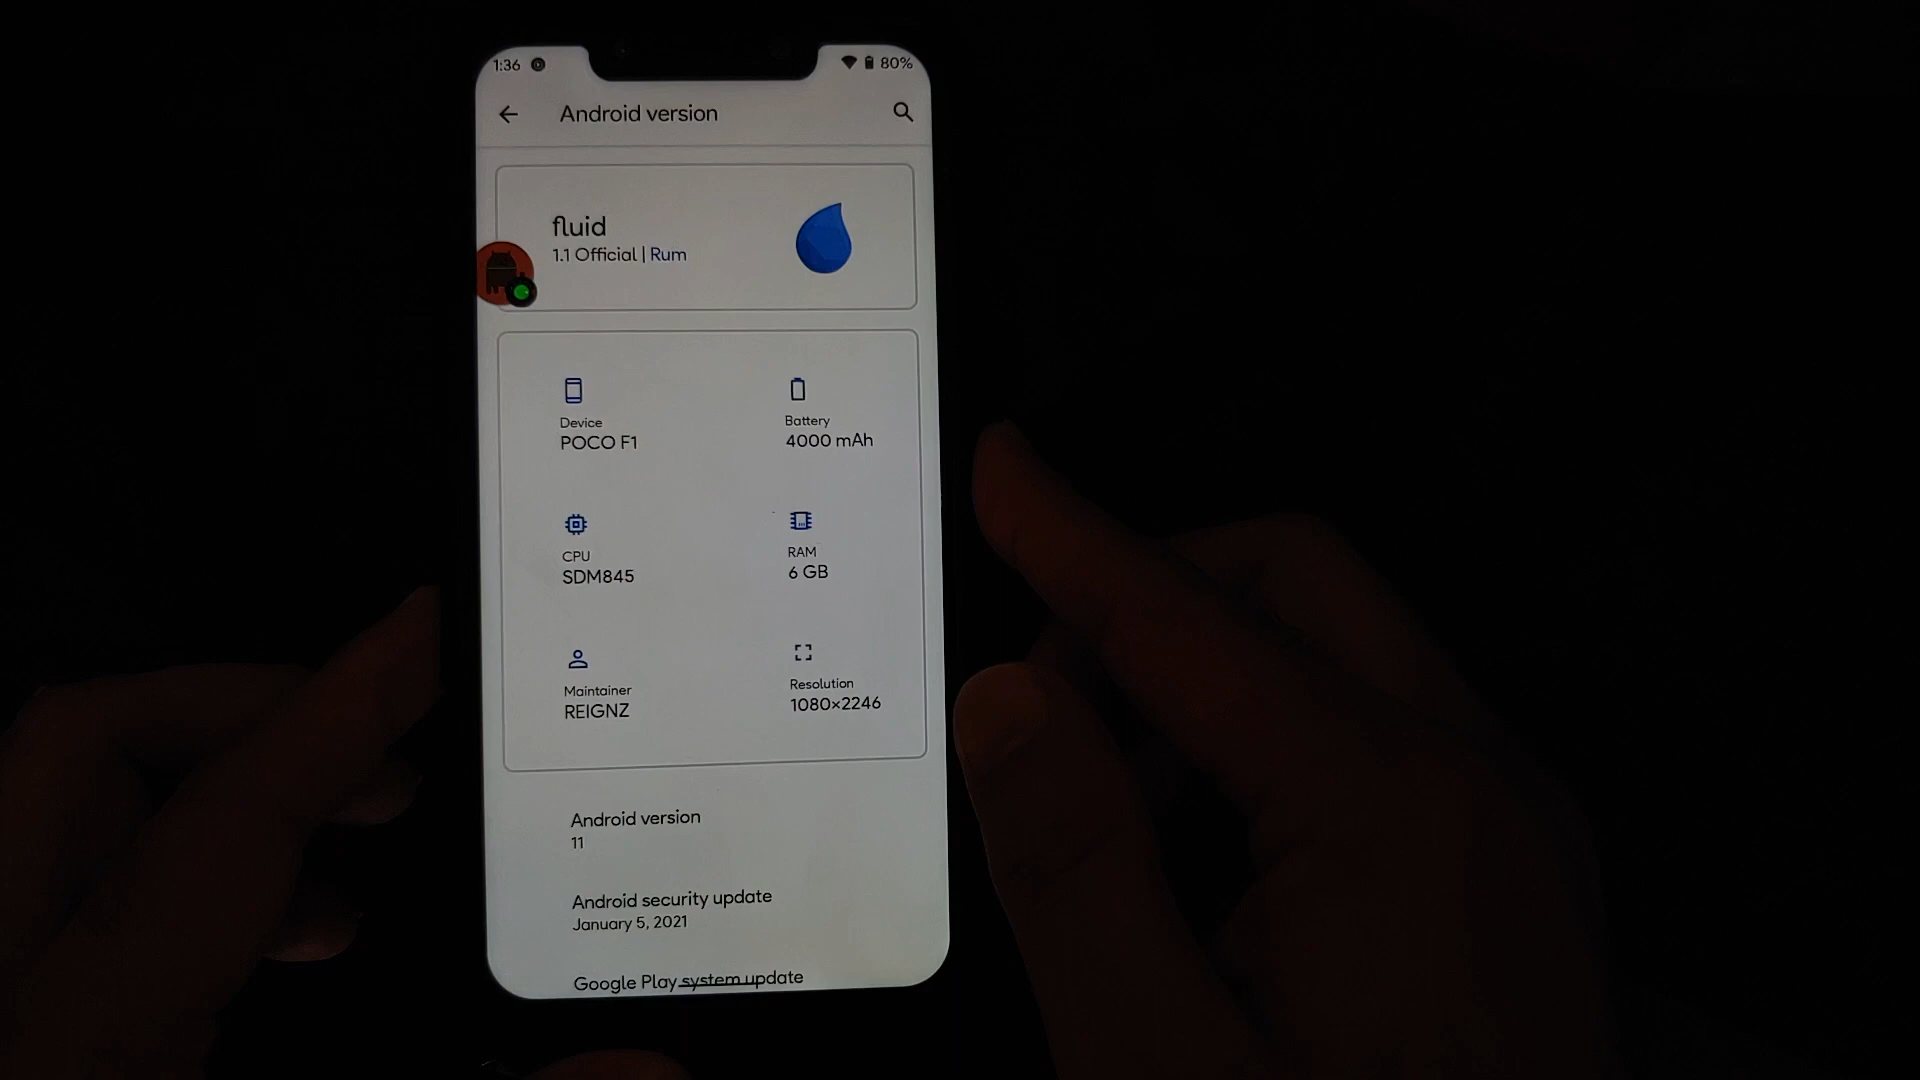 1:36
80%
Android version
fluid
1.1 Official | Rum
Device
POCO F1
Battery
4000 mAh
CPU
SDM845
RAM
6 GB
Maintainer
REIGNZ
Resolution
1080×2246
Android version
11
Android security update
January 5, 2021
Google Play system update